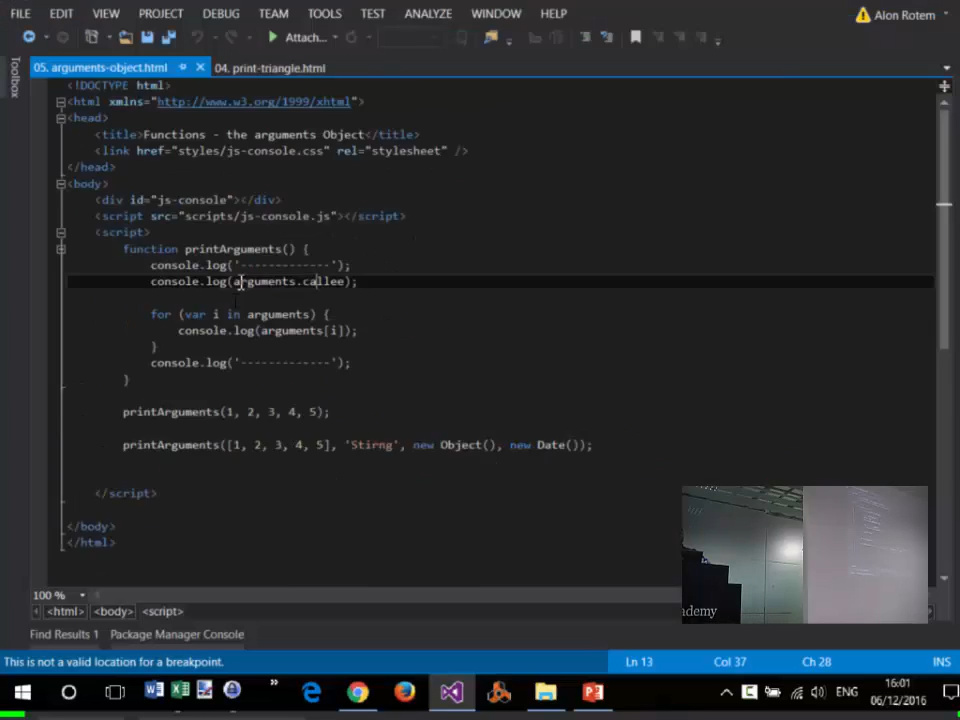 FILE EDIT VIEW PROJECT DEBUG TEAM TOOLS TEST ANALYZE WINDOW HELP Alon Rotem
Attach...
Toolbox
05. arguments-object.html 04. print-triangle.html
<!DOCTYPE html>
<html xmlns="http://www.w3.org/1999/xhtml">
<head>
<title>Functions - the arguments Object</title>
<link href="styles/js-console.css" rel="stylesheet" />
</head>
<body>
<div id="js-console"></div>
<script src="scripts/js-console.js"></script>
<script>
function printArguments() {
console.log('-------------');
console.log(arguments.callee);
for (var i in arguments) {
console.log(arguments[i]);
}
console.log('-------------');
}
printArguments(1, 2, 3, 4, 5);
printArguments([1, 2, 3, 4, 5], 'Stirng', new Object(), new Date());
</script>
</body>
</html>
ademy
100 %
<html> <body> <script>
Find Results 1 Package Manager Console
This is not a valid location for a breakpoint. Ln 13 Col 37 Ch 28 INS
ENG
16:01
06/12/2016